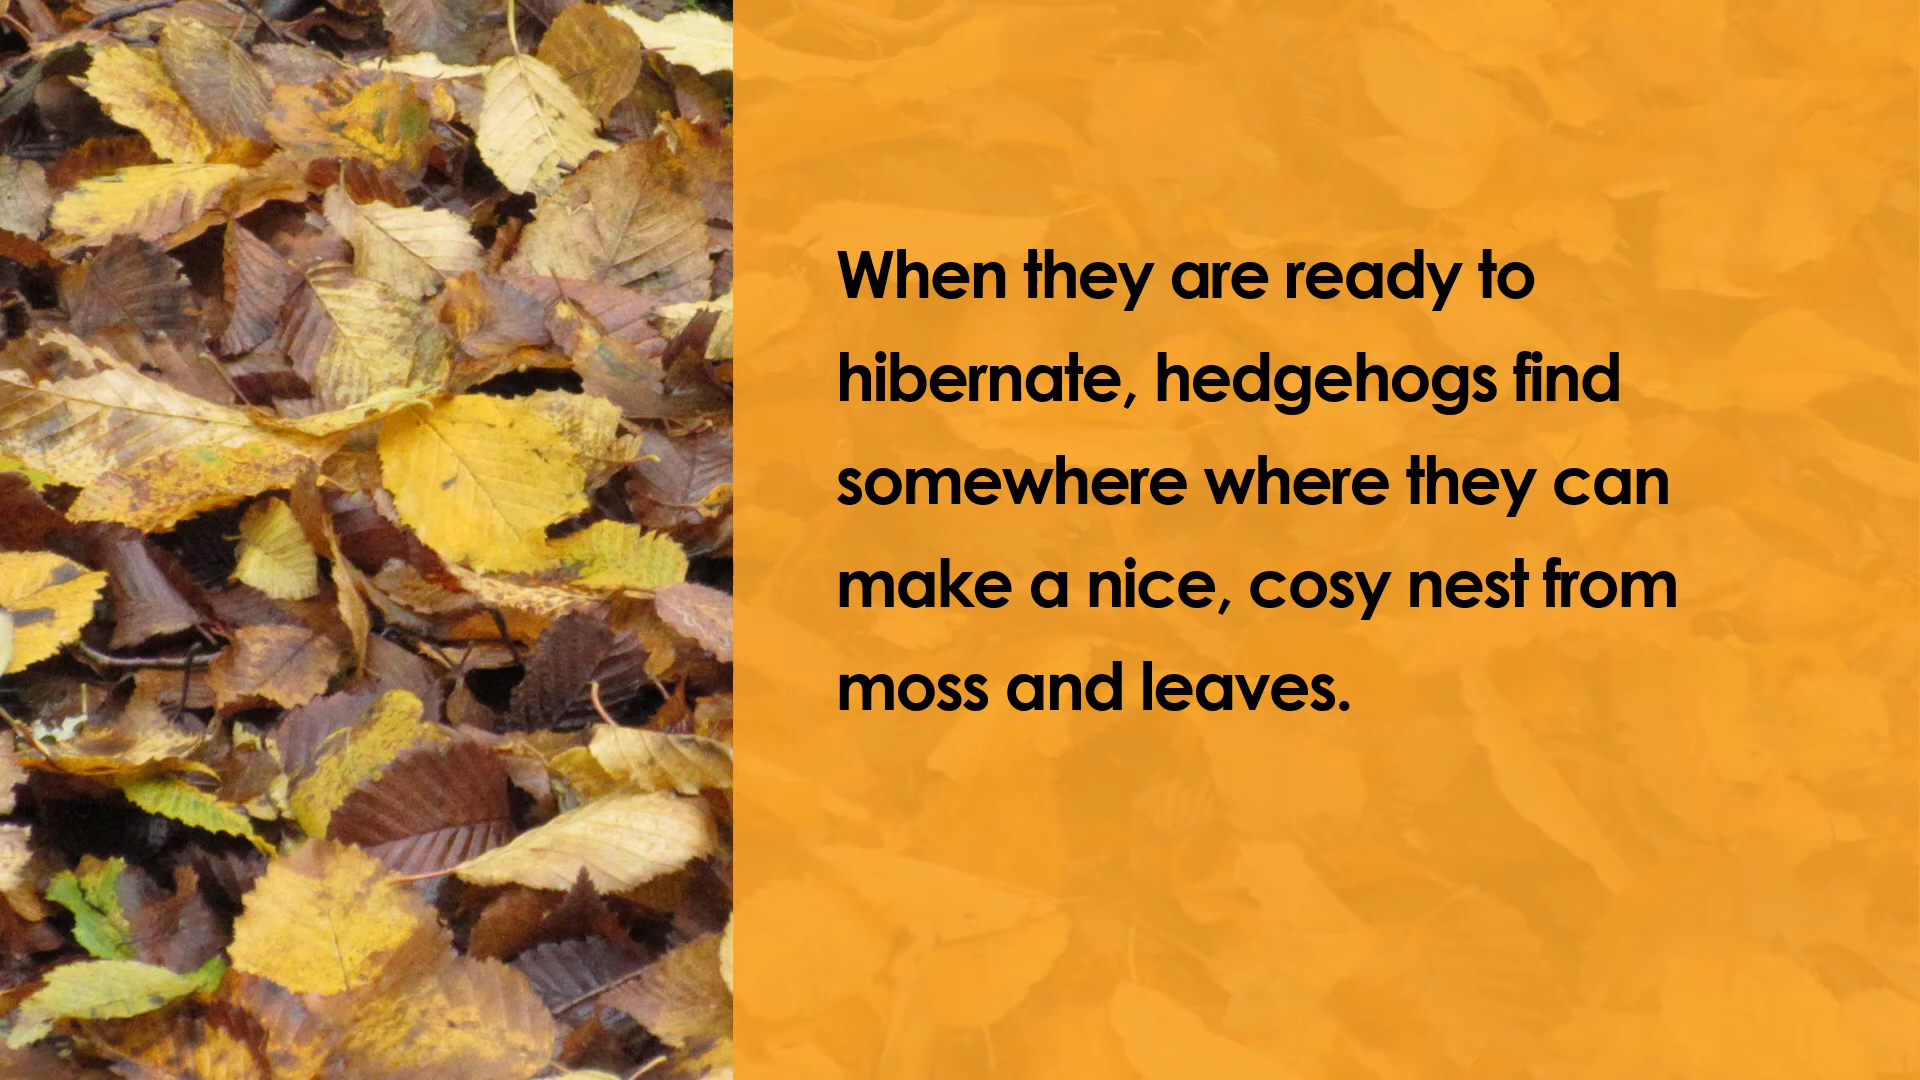 When they are ready to
hibernate, hedgehogs find
somewhere where they can
make a nice, cosy nest from
moss and leaves.